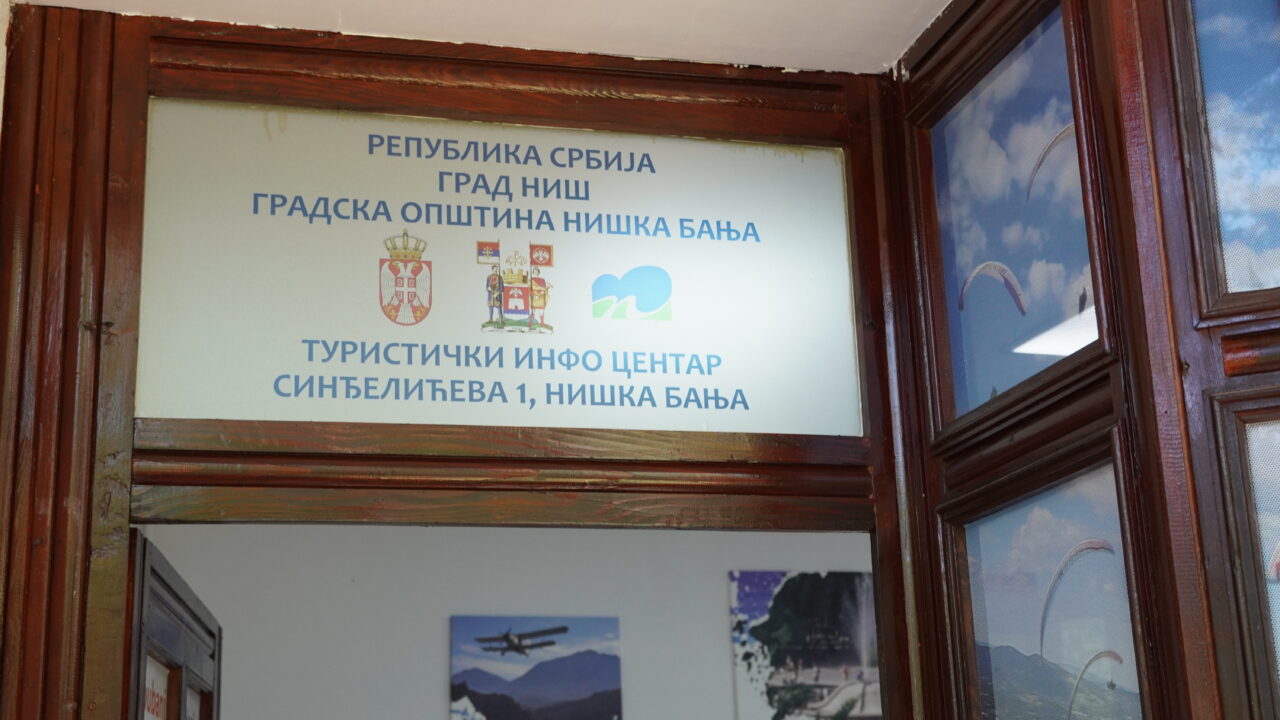 РЕПУБЛИКА СРБИЈА
ГРАД НИШ
ГРАДСКА ОПШТИНА НИШКА БАЊА
ТУРИСТИЧКИ ИНФО ЦЕНТАР
СИНЂЕЛИЋЕВА 1, НИШКА БАЊА